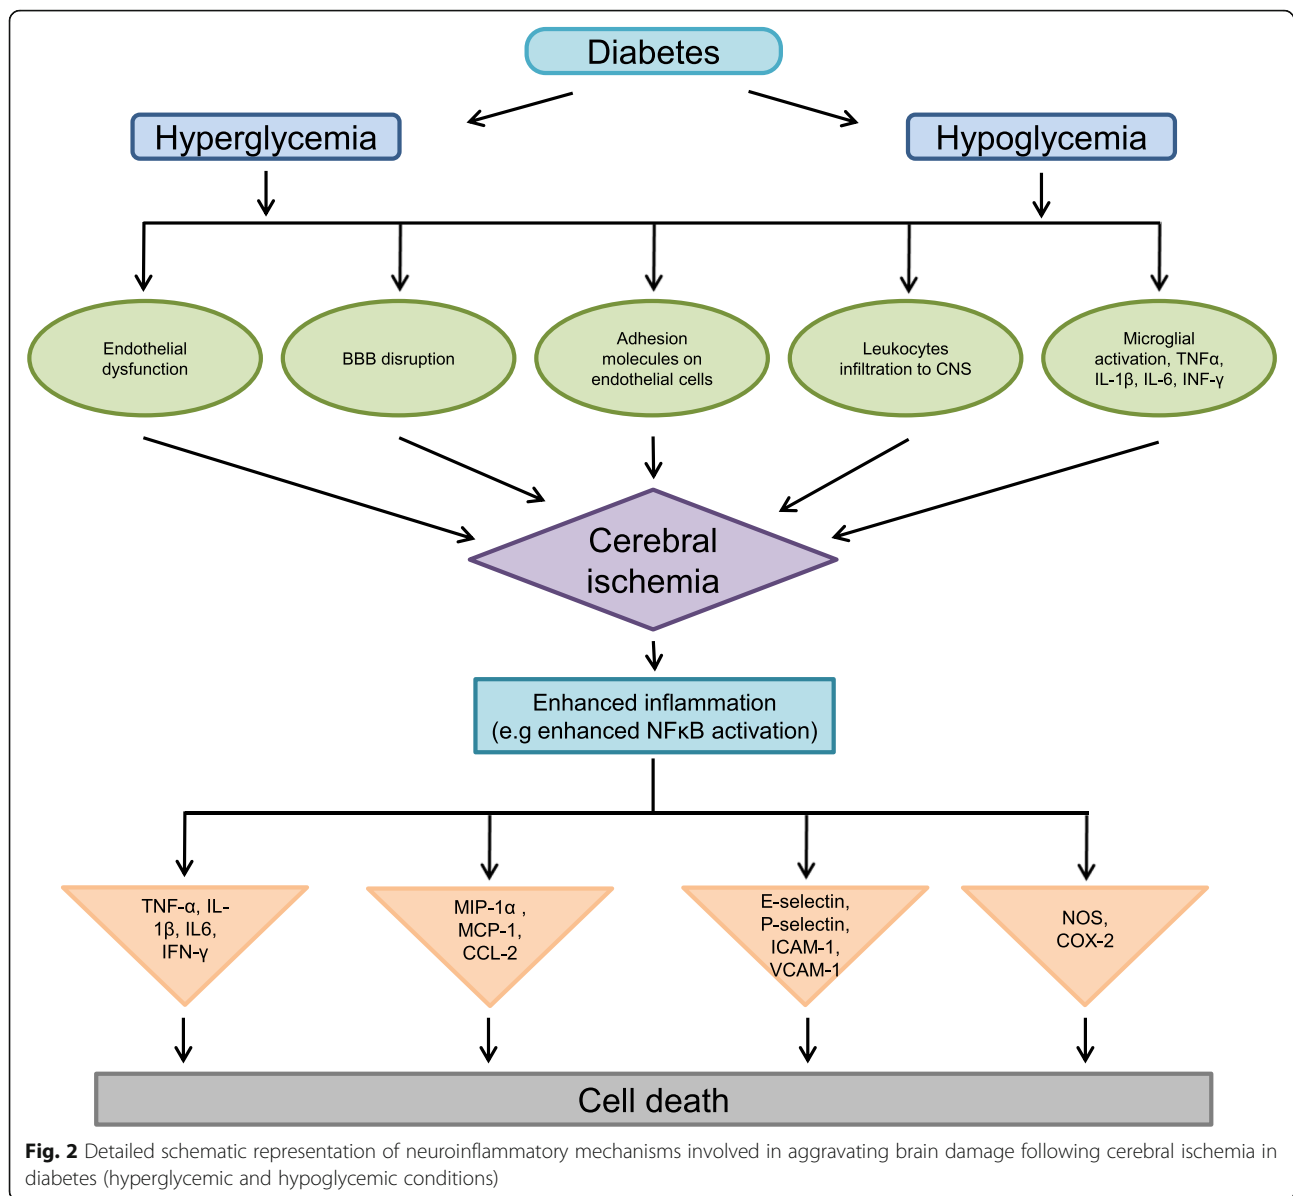 Diabetes
Hyperglycemia
Hypoglycemia
Endothelial
dysfunction
BBB disruption
Adhesion
molecules on
endothelial cells
Leukocytes
infiltration to CNS
Microglial
activation, TNFα,
IL-1β, IL-6, INF-γ
Cerebral
ischemia
Enhanced inflammation
(e.g enhanced NFκB activation)
TNF-α, IL-
1β, IL6,
IFN-γ
MIP-1α ,
MCP-1,
CCL-2
E-selectin,
P-selectin,
ICAM-1,
VCAM-1
NOS,
COX-2
Cell death
Fig. 2 Detailed schematic representation of neuroinflammatory mechanisms involved in aggravating brain damage following cerebral ischemia in
diabetes (hyperglycemic and hypoglycemic conditions)